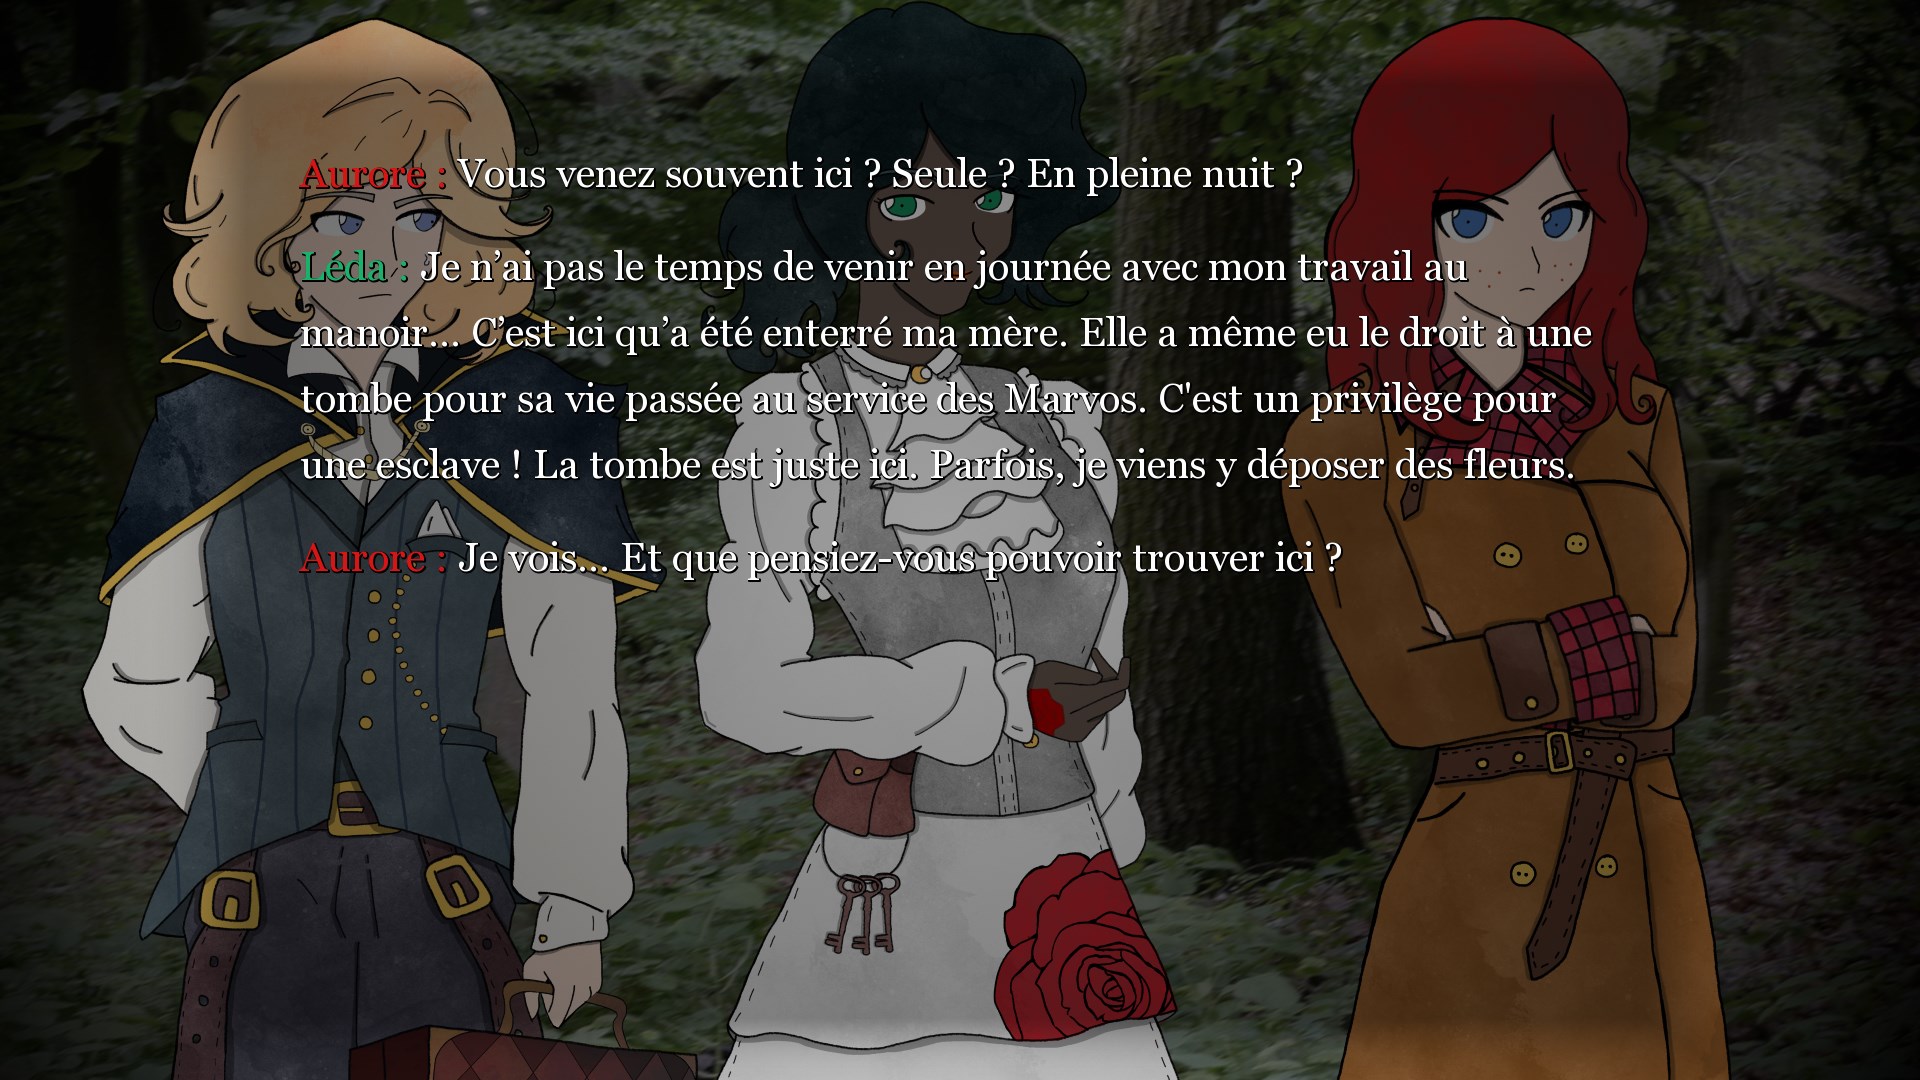 Aurore : Vous venez souvent ici ? Seule ? En pleine nuit ?
Léda : Je n’ai pas le temps de venir en journée avec mon travail au
manoir... C’est ici qu’a été enterré ma mère. Elle a même eu le droit à une
tombe pour sa vie passée au service des Marvos. C'est un privilège pour
une esclave ! La tombe est juste ici. Parfois, je viens y déposer des fleurs.
Aurore : Je vois... Et que pensiez-vous pouvoir trouver ici ?